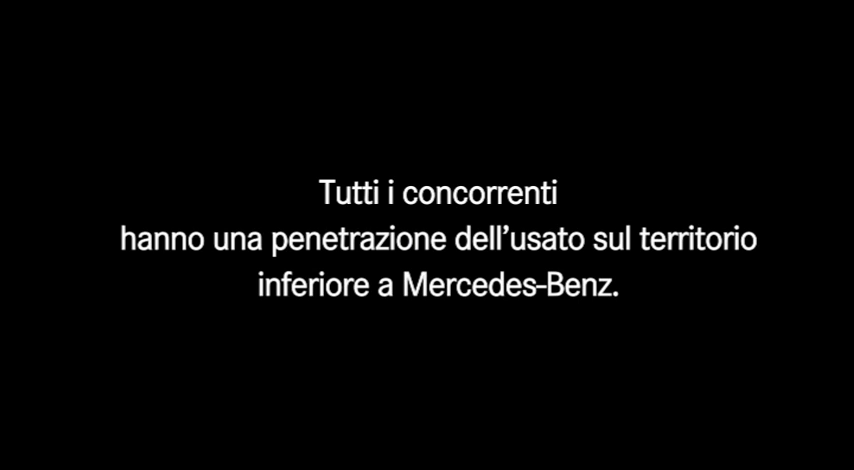 Tutti i concorrenti
hanno una penetrazione dell’usato sul territorio
inferiore a Mercedes-Benz.